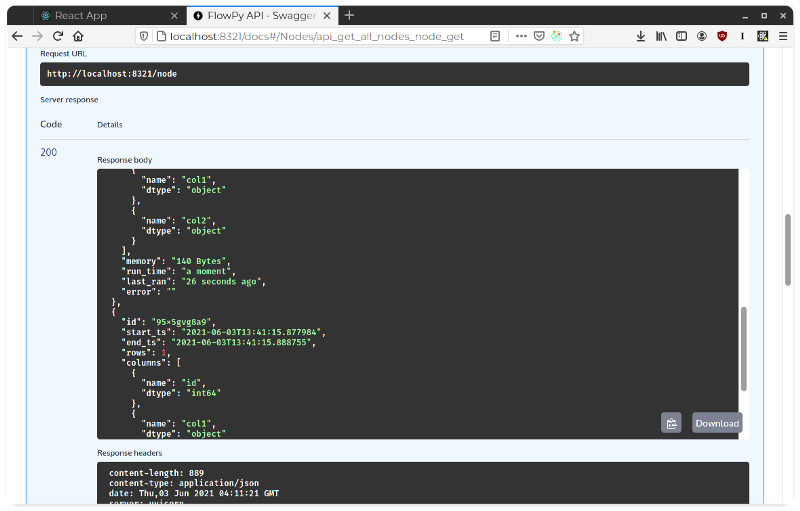 React App
FlowPy API - Swagger
localhost:8321/docs#/Nodes/api_get_all_nodes_node_get
Request URL
http://localhost:8321/node
Server response
Code Details
200
Response body
{
"name": "col1",
"dtype": "object"
},
{
"name": "col2",
"dtype": "object"
}
],
"memory": "140 Bytes",
"run_time": "a moment",
"last_ran": "26 seconds ago",
"error": ""
},
{
"id": "95x5gvg8a9",
"start_ts": "2021-06-03T13:41:15.877984",
"end_ts": "2021-06-03T13:41:15.888755",
"rows": 1,
"columns": [
{
"name": "id",
"dtype": "int64"
},
{
"name": "col1",
"dtype": "object"
Download
Response headers
content-length: 889
content-type: application/json
date: Thu,03 Jun 2021 04:11:21 GMT
server: uvicorn